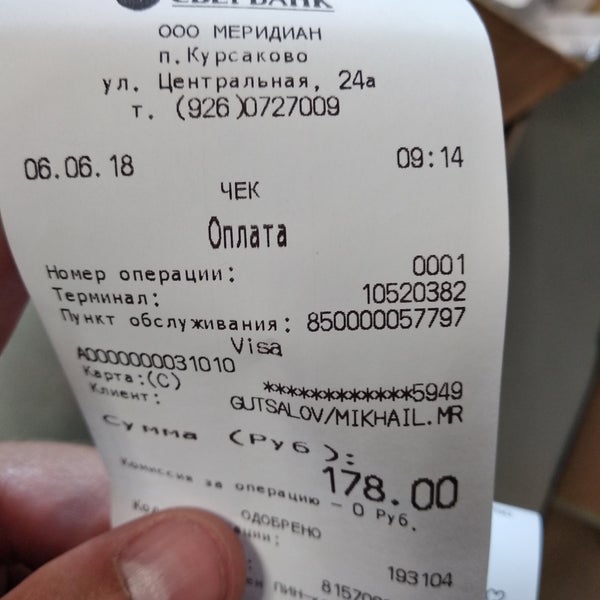 СБЕРБАНК
ООО МЕРИДИАН
п.Курсаково
ул. Центральная, 24а
т. (926)0727009
06.06.18 09:14
ЧЕК
Оплата
Номер операции: 0001
Терминал: 10520382
Пункт обслуживания: 850000057797
Visa
A0000000031010
Карта:(C) ************5949
Клиент: GUTSALOV/MIKHAIL.MR
Сумма (Руб):
178.00
Комиссия за операцию – 0 Руб.
ОДОБРЕНО
193104